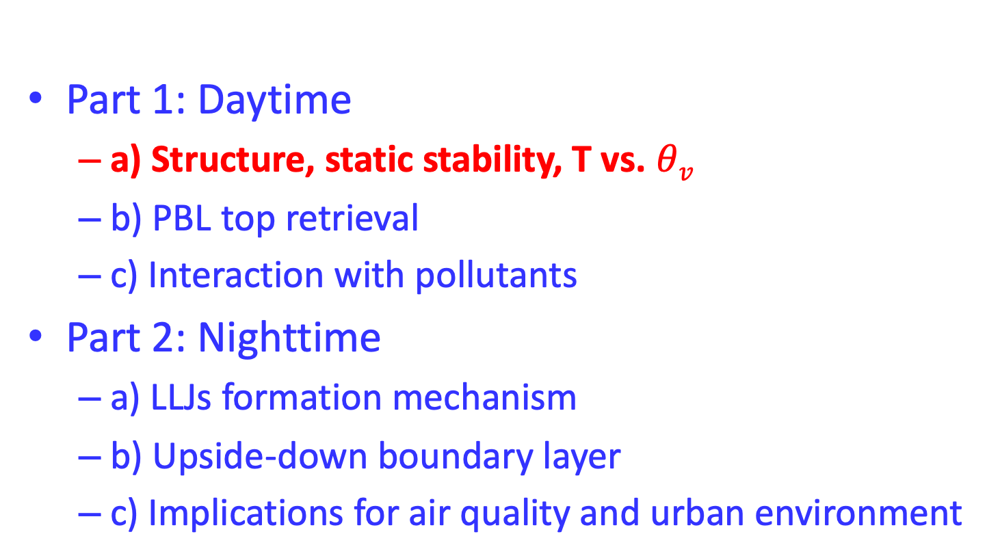 • Part 1: Daytime
– a) Structure, static stability, T vs. θᵥ
– b) PBL top retrieval
– c) Interaction with pollutants
• Part 2: Nighttime
– a) LLJs formation mechanism
– b) Upside-down boundary layer
– c) Implications for air quality and urban environment